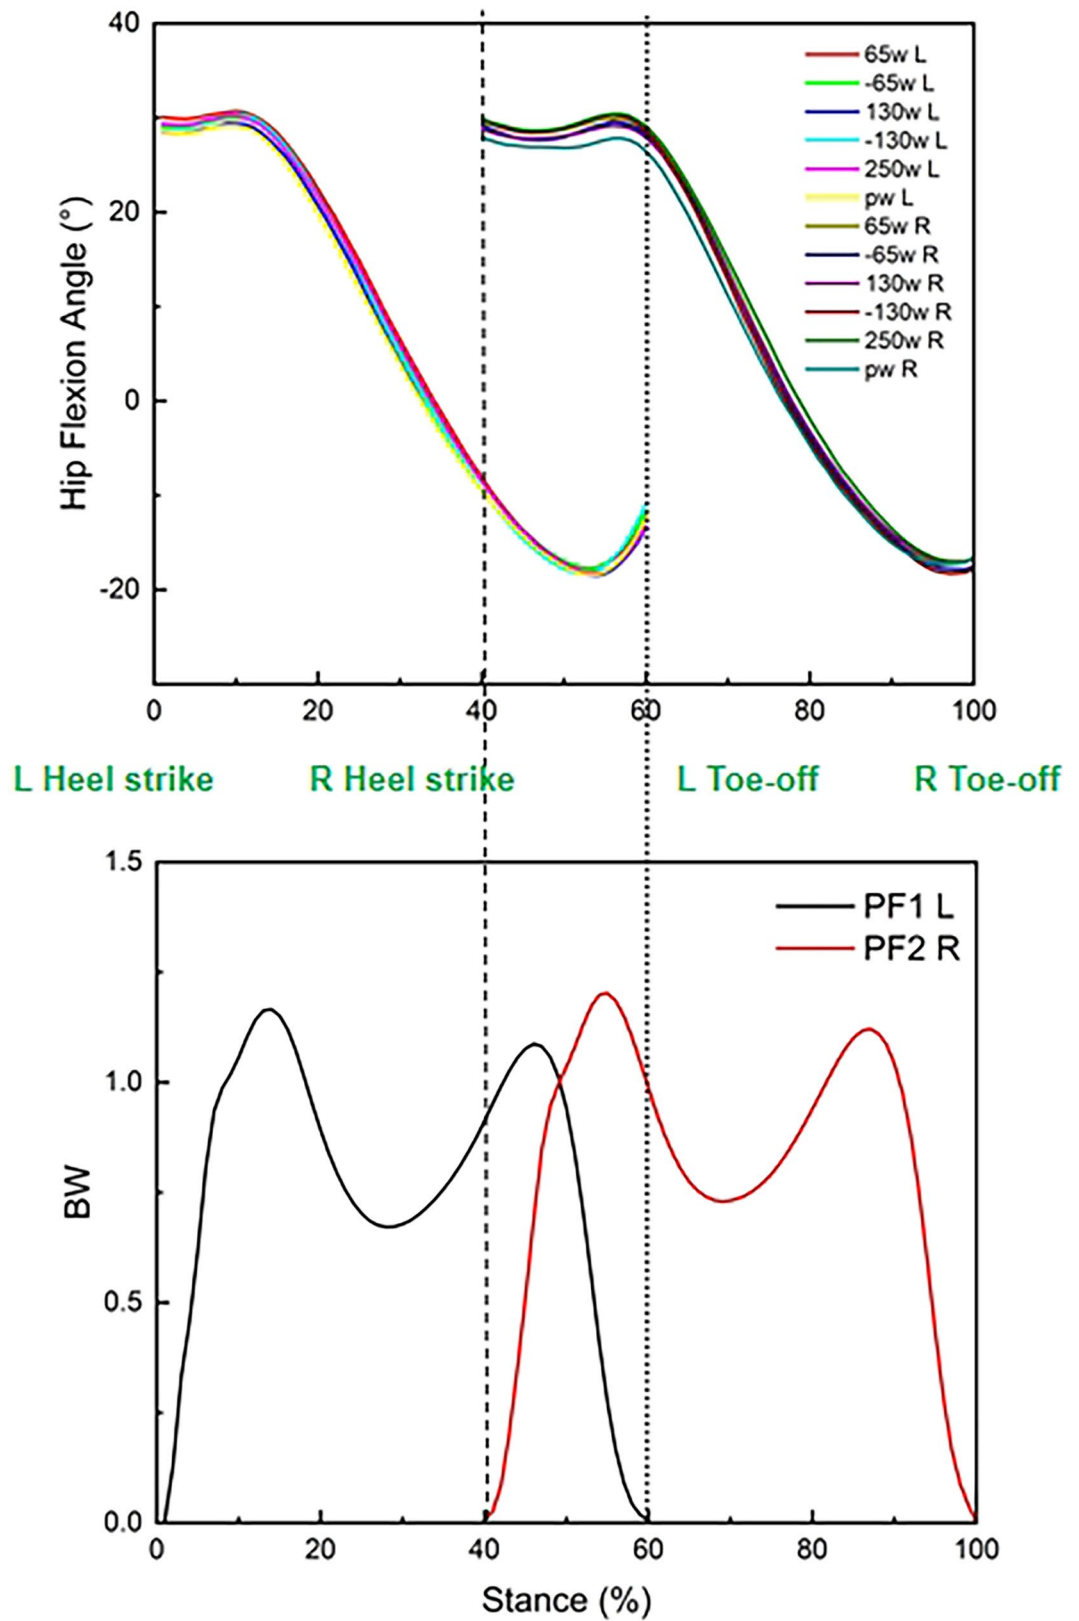 40
20
0
-20
Hip Flexion Angle (°)
65w L
-65w L
130w L
-130w L
250w L
pw L
65w R
-65w R
130w R
-130w R
250w R
pw R
0 20 40 60 80 100
L Heel strike R Heel strike L Toe-off R Toe-off
1.5
1.0
0.5
0.0
BW
PF1 L
PF2 R
0 20 40 60 80 100
Stance (%)